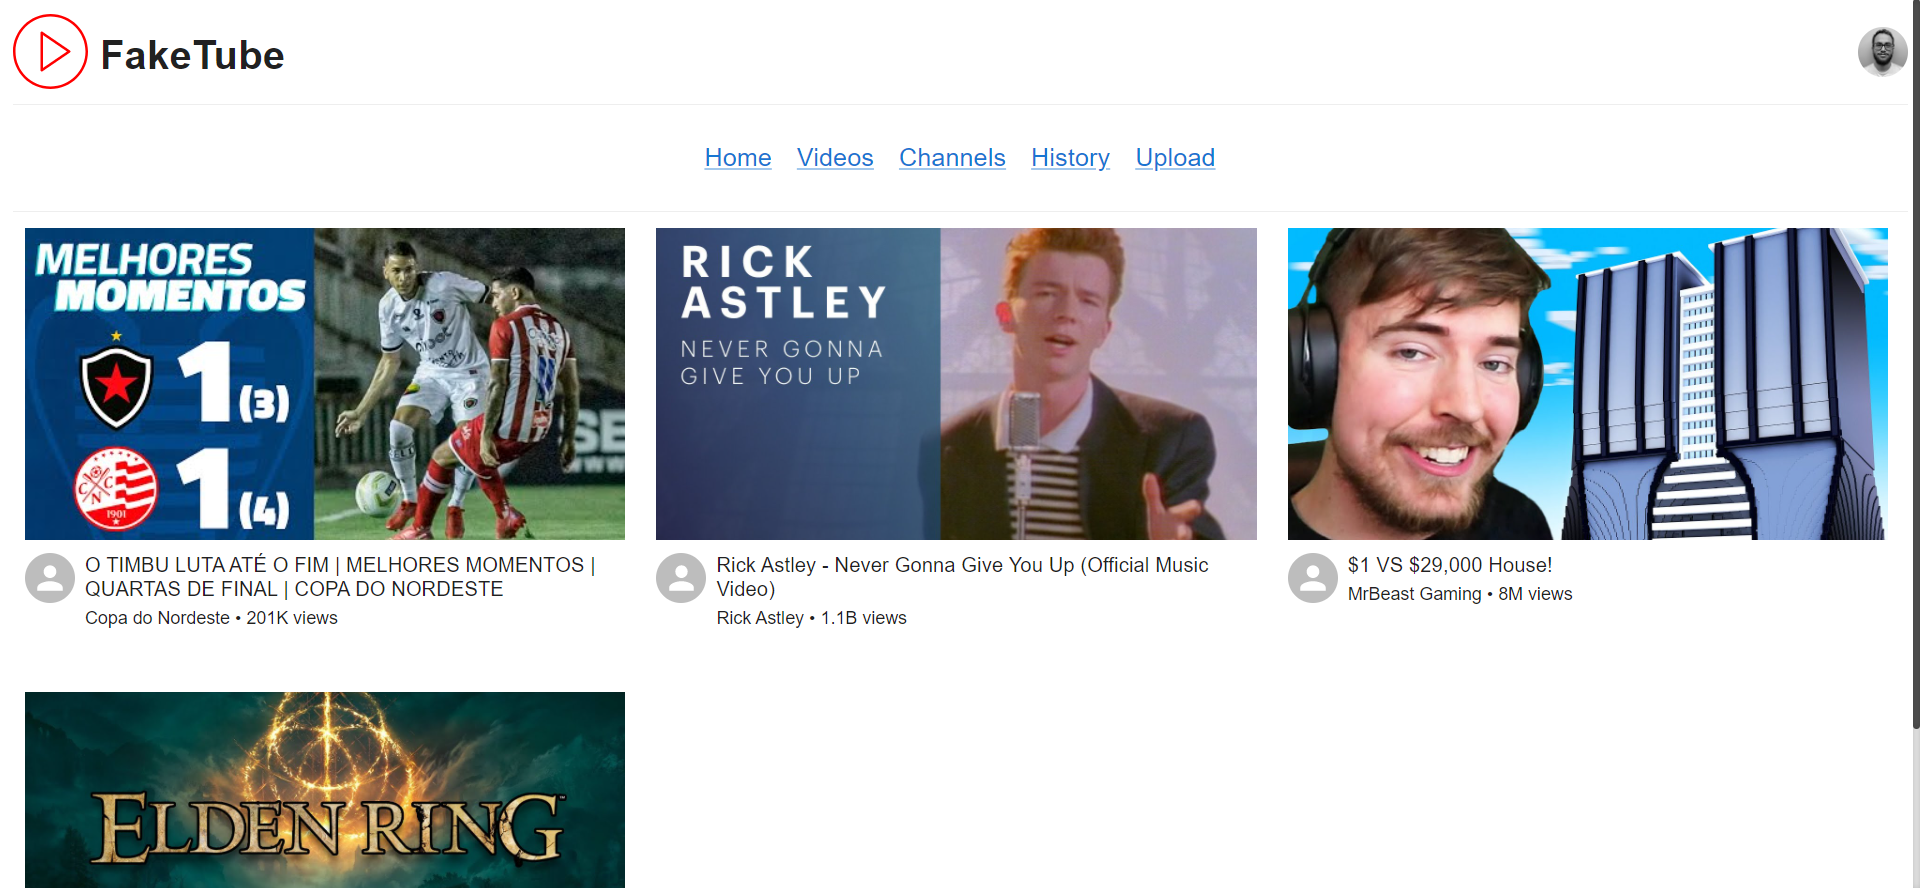 FakeTube
Home Videos Channels History Upload
MELHORES
MOMENTOS
1 (3)
CNC
1901
1 (4)
SE
WWW
O TIMBU LUTA ATÉ O FIM | MELHORES MOMENTOS |
QUARTAS DE FINAL | COPA DO NORDESTE
Copa do Nordeste • 201K views
RICK
ASTLEY
NEVER GONNA
GIVE YOU UP
Rick Astley - Never Gonna Give You Up (Official Music
Video)
Rick Astley • 1.1B views
$1 VS $29,000 House!
MrBeast Gaming • 8M views
ELDEN RING